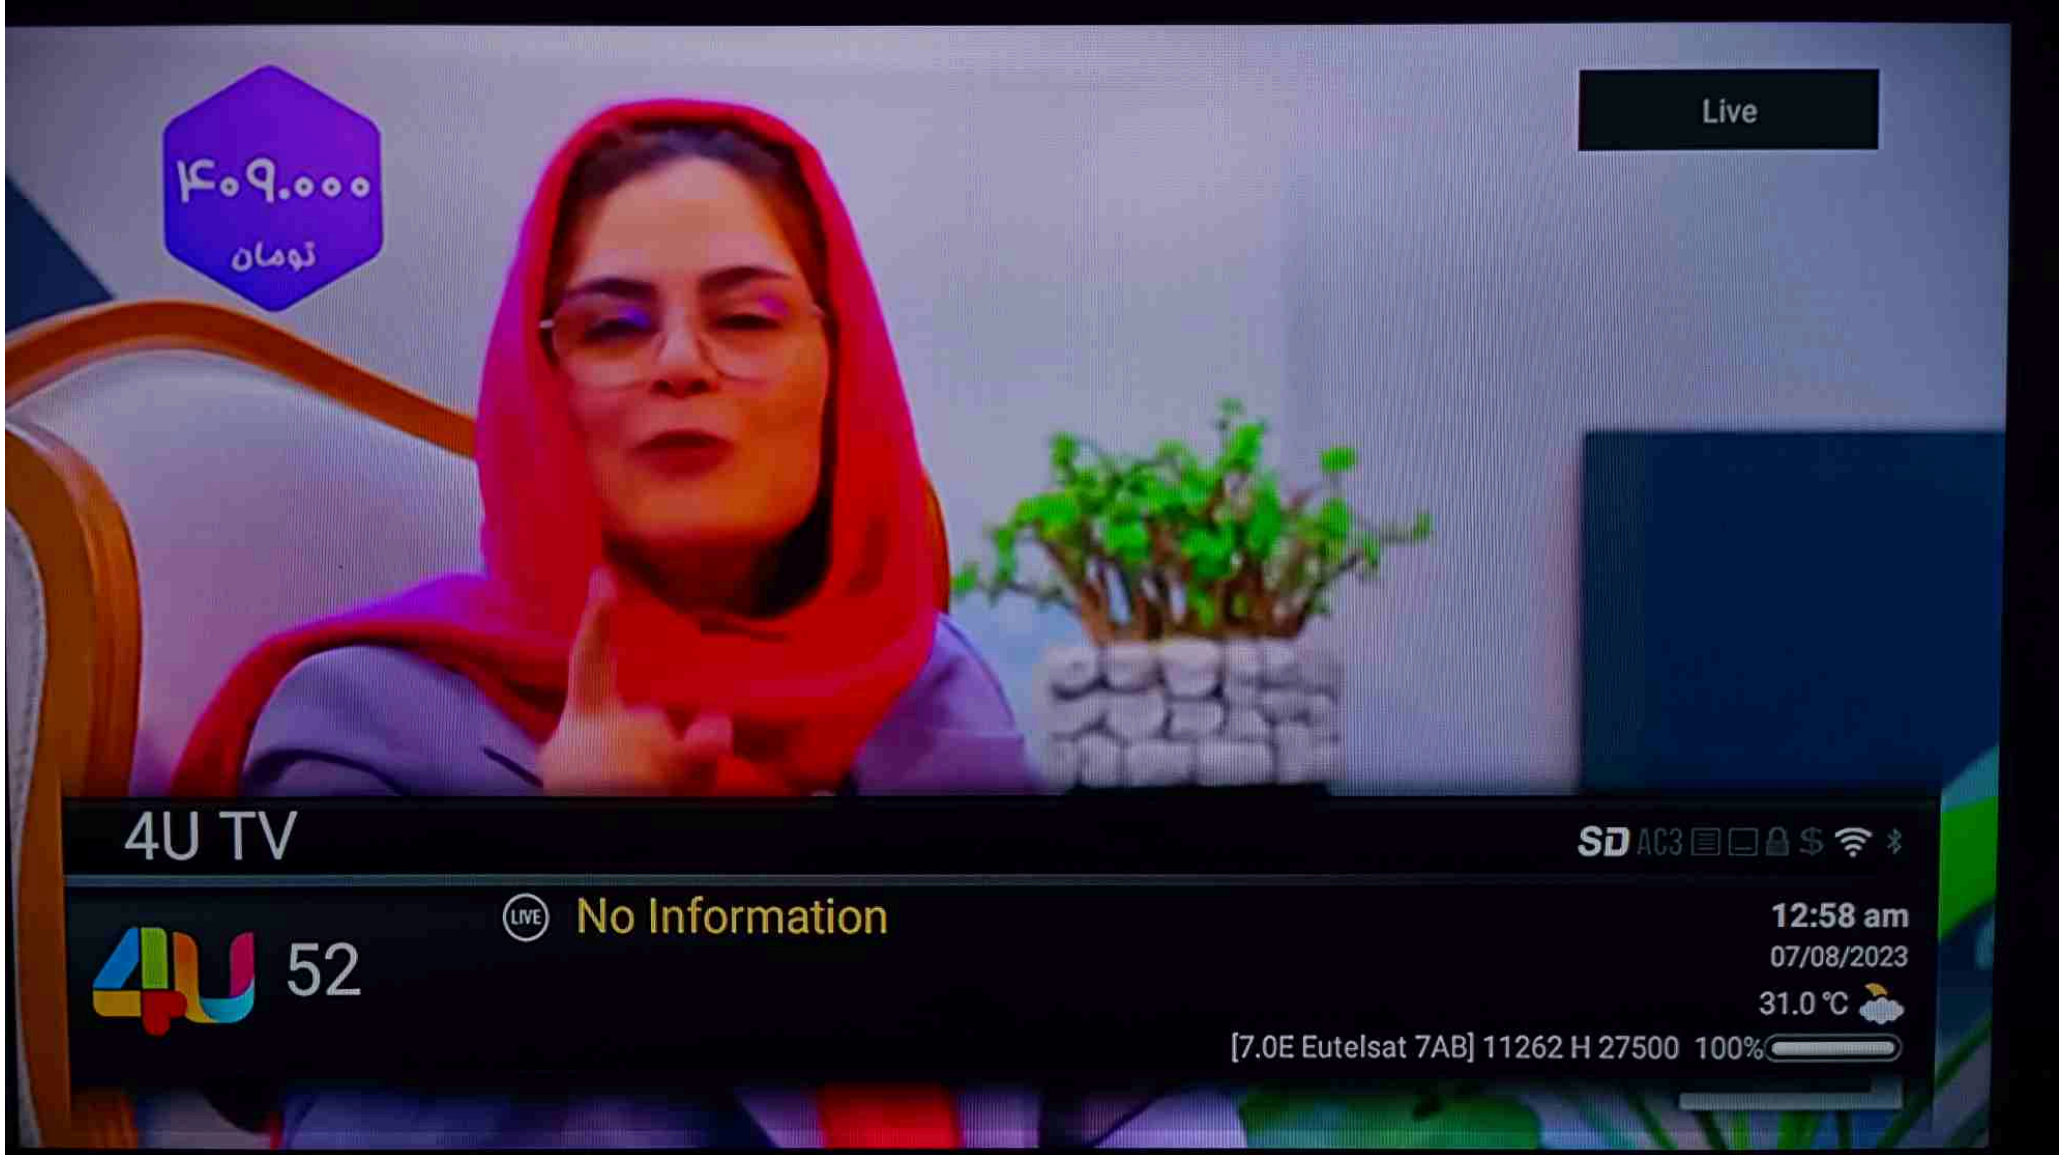 ۴۰۹.۰۰۰
تومان
Live
4U TV
SD AC3 $
LIVE No Information
4U 52
12:58 am
07/08/2023
31.0 °C
[7.0E Eutelsat 7AB] 11262 H 27500 100%